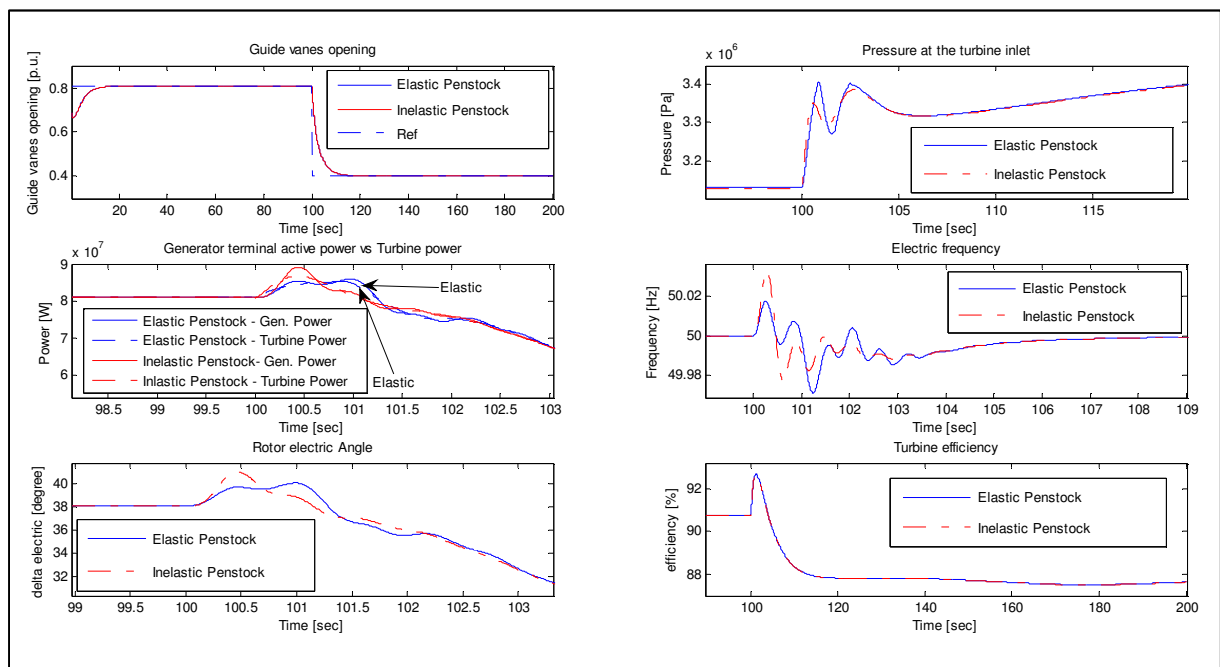 Guide vanes opening
Guide vanes opening [p.u.]
0.8
0.6
0.4
Elastic Penstock
Inelastic Penstock
Ref
20 40 60 80 100 120 140 160 180 200
Time [sec]
Pressure at the turbine inlet
x 10^6
Pressure [Pa]
3.4
3.3
3.2
Elastic Penstock
Inelastic Penstock
100 105 110 115
Time [sec]
Generator terminal active power vs Turbine power
x 10^7
Power [W]
9
8
7
6
Elastic
Elastic
Elastic Penstock - Gen. Power
Elastic Penstock - Turbine Power
Inelastic Penstock- Gen. Power
Inlastic Penstock - Turbine Power
98.5 99 99.5 100 100.5 101 101.5 102 102.5 103
Time [sec]
Electric frequency
Frequency [Hz]
50.02
50
49.98
Elastic Penstock
Inelastic Penstock
99 100 101 102 103 104 105 106 107 108 109
Time [sec]
Rotor electric Angle
delta electric [degree]
40
38
36
34
32
Elastic Penstock
Inelastic Penstock
99 99.5 100 100.5 101 101.5 102 102.5 103
Time [sec]
Turbine efficiency
efficiency [%]
92
90
88
Elastic Penstock
Inelastic Penstock
100 120 140 160 180 200
Time [sec]